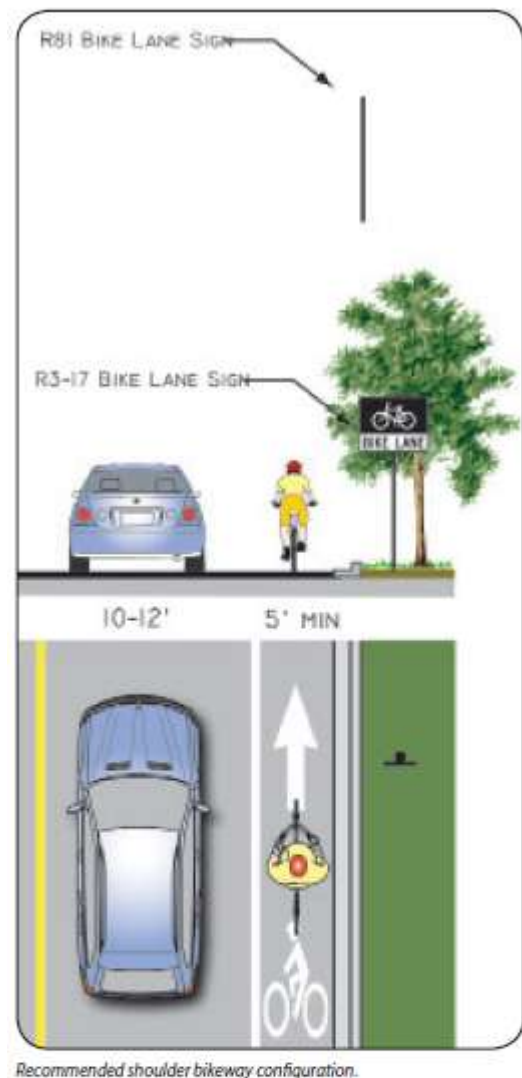 R81 BIKE LANE SIGN
R3-17 BIKE LANE SIGN
BIKE LANE
10-12'
5' MIN
Recommended shoulder bikeway configuration.